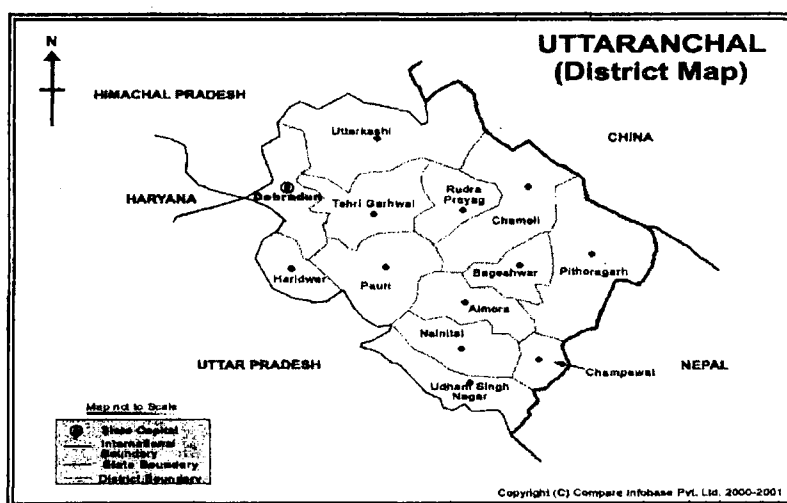 UTTARANCHAL
(District Map)
N
HIMACHAL PRADESH
CHINA
HARYANA
Uttarkashi
Dehradun
Tehri Garhwal
Rudra
Prayag
Chamoli
Haridwar
Pauri
Bageshwar
Pithoragarh
Almora
Nainital
UTTAR PRADESH
Champawat
NEPAL
Udham Singh
Nagar
Map not to Scale
State Capital
International
Boundary
State Boundary
District Boundary
Copyright (C) Compare Infobase Pvt. Ltd. 2000-2001